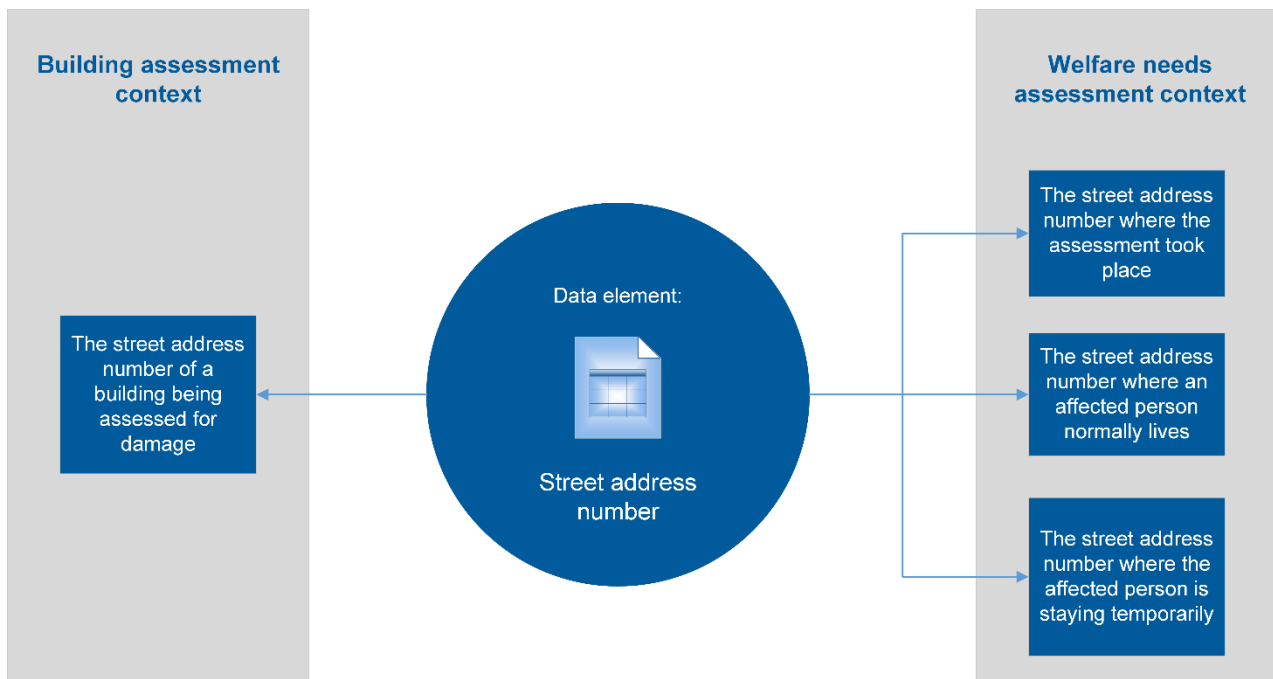 Building assessment
context
The street address
number of a
building being
assessed for
damage
Data element:
Street address
number
Welfare needs
assessment context
The street address
number where the
assessment took
place
The street address
number where an
affected person
normally lives
The street address
number where the
affected person is
staying temporarily